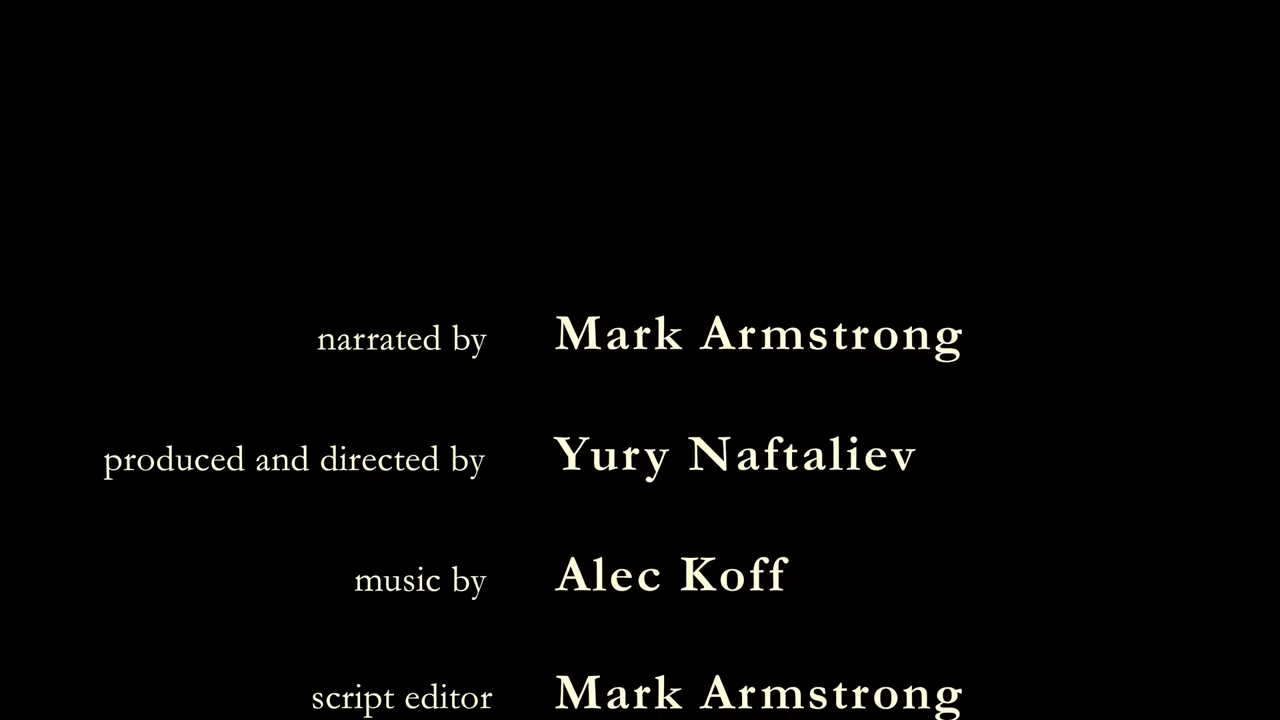 narrated by Mark Armstrong
produced and directed by Yury Naftaliev
music by Alec Koff
script editor Mark Armstrong